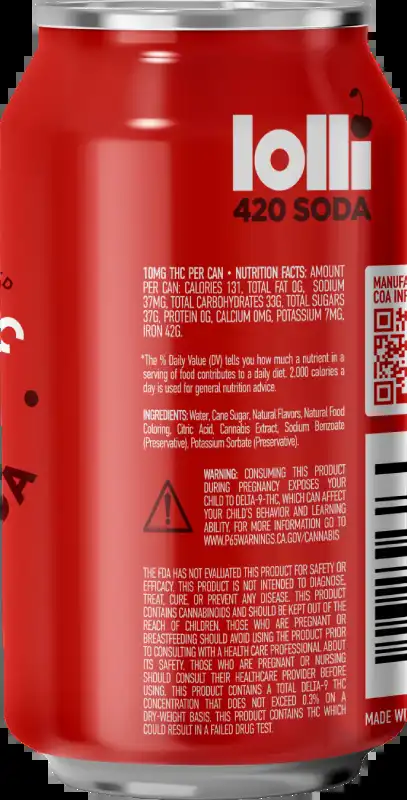 lolli
420 SODA
10MG THC PER CAN • NUTRITION FACTS: AMOUNT
PER CAN: CALORIES 131, TOTAL FAT 0G, SODIUM
37MG, TOTAL CARBOHYDRATES 33G, TOTAL SUGARS
37G, PROTEIN 0G, CALCIUM 0MG, POTASSIUM 7MG,
IRON 42G.
*The % Daily Value (DV) tells you how much a nutrient in a
serving of food contributes to a daily diet. 2,000 calories a
day is used for general nutrition advice.
INGREDIENTS: Water, Cane Sugar, Natural Flavors, Natural Food
Coloring, Citric Acid, Cannabis Extract, Sodium Benzoate
(Preservative), Potassium Sorbate (Preservative).
WARNING: CONSUMING THIS PRODUCT
DURING PREGNANCY EXPOSES YOUR
CHILD TO DELTA-9-THC, WHICH CAN AFFECT
YOUR CHILD'S BEHAVIOR AND LEARNING
ABILITY. FOR MORE INFORMATION GO TO
WWW.P65WARNINGS.CA.GOV/CANNABIS
THE FDA HAS NOT EVALUATED THIS PRODUCT FOR SAFETY OR
EFFICACY. THIS PRODUCT IS NOT INTENDED TO DIAGNOSE,
TREAT, CURE, OR PREVENT ANY DISEASE. THIS PRODUCT
CONTAINS CANNABINOIDS AND SHOULD BE KEPT OUT OF THE
REACH OF CHILDREN. THOSE WHO ARE PREGNANT OR
BREASTFEEDING SHOULD AVOID USING THE PRODUCT PRIOR
TO CONSULTING WITH A HEALTH CARE PROFESSIONAL ABOUT
ITS SAFETY. THOSE WHO ARE PREGNANT OR NURSING
SHOULD CONSULT THEIR HEALTHCARE PROVIDER BEFORE
USING. THIS PRODUCT CONTAINS A TOTAL DELTA-9 THC
CONCENTRATION THAT DOES NOT EXCEED 0.3% ON A
DRY-WEIGHT BASIS. THIS PRODUCT CONTAINS THC WHICH
COULD RESULT IN A FAILED DRUG TEST.
MANUFA
COA INF
MADE WI